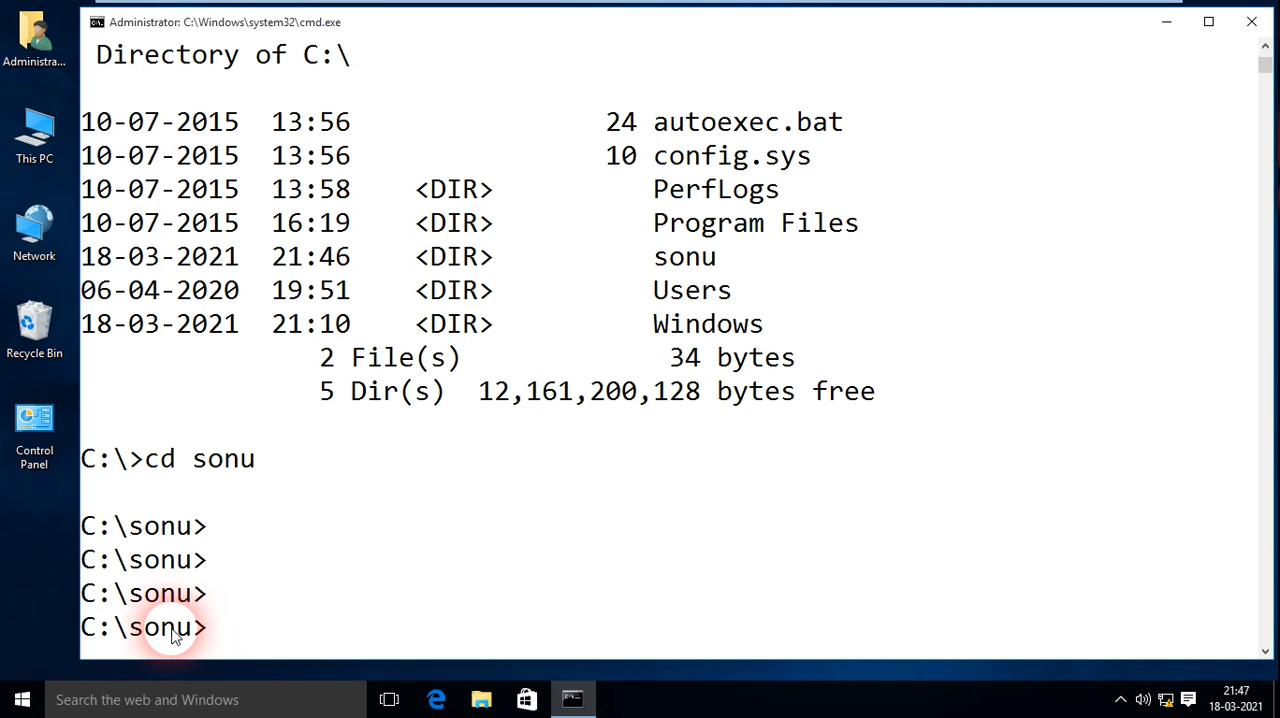 Administrator: C:\Windows\system32\cmd.exe
Directory of C:\
10-07-2015 13:56 24 autoexec.bat
10-07-2015 13:56 10 config.sys
10-07-2015 13:58 <DIR> PerfLogs
10-07-2015 16:19 <DIR> Program Files
18-03-2021 21:46 <DIR> sonu
06-04-2020 19:51 <DIR> Users
18-03-2021 21:10 <DIR> Windows
2 File(s) 34 bytes
5 Dir(s) 12,161,200,128 bytes free
C:\>cd sonu
C:\sonu>
C:\sonu>
C:\sonu>
C:\sonu>
Administra...
This PC
Network
Recycle Bin
Control
Panel
Search the web and Windows
21:47
18-03-2021